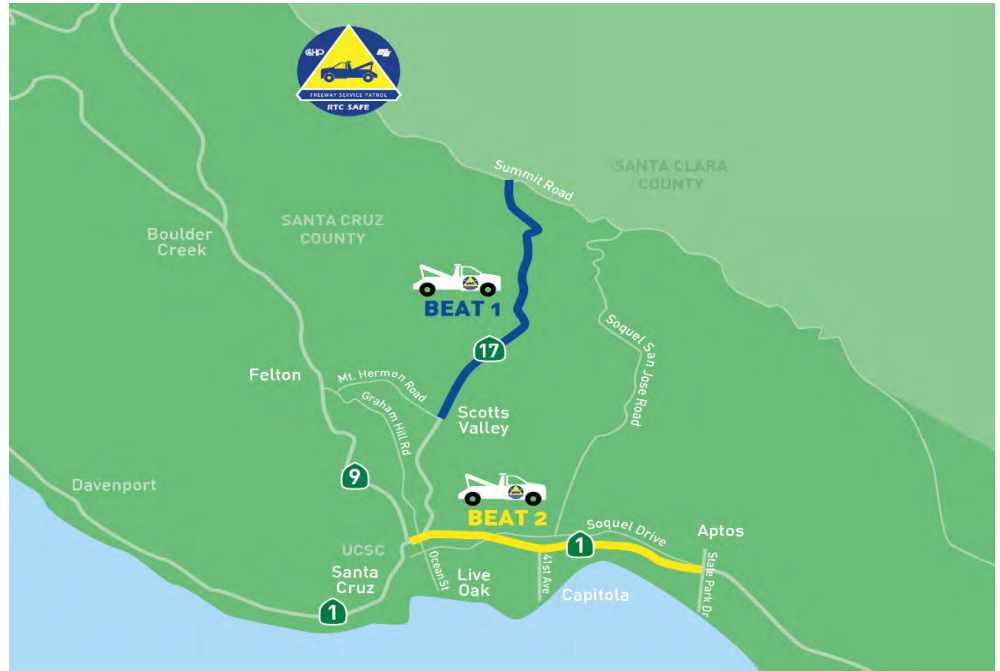 CHP
FREEWAY SERVICE PATROL
RTC SAFE
Summit Road
SANTA CLARA
COUNTY
SANTA CRUZ
COUNTY
Boulder
Creek
BEAT 1
17
Soquel San Jose Road
Felton
Mt. Hermon Road
Graham Hill Rd
Scotts
Valley
9
Davenport
BEAT 2
1
Soquel Drive
Aptos
UCSC
Santa
Cruz
Ocean St
Live
Oak
41st Ave
Capitola
State Park Dr
1